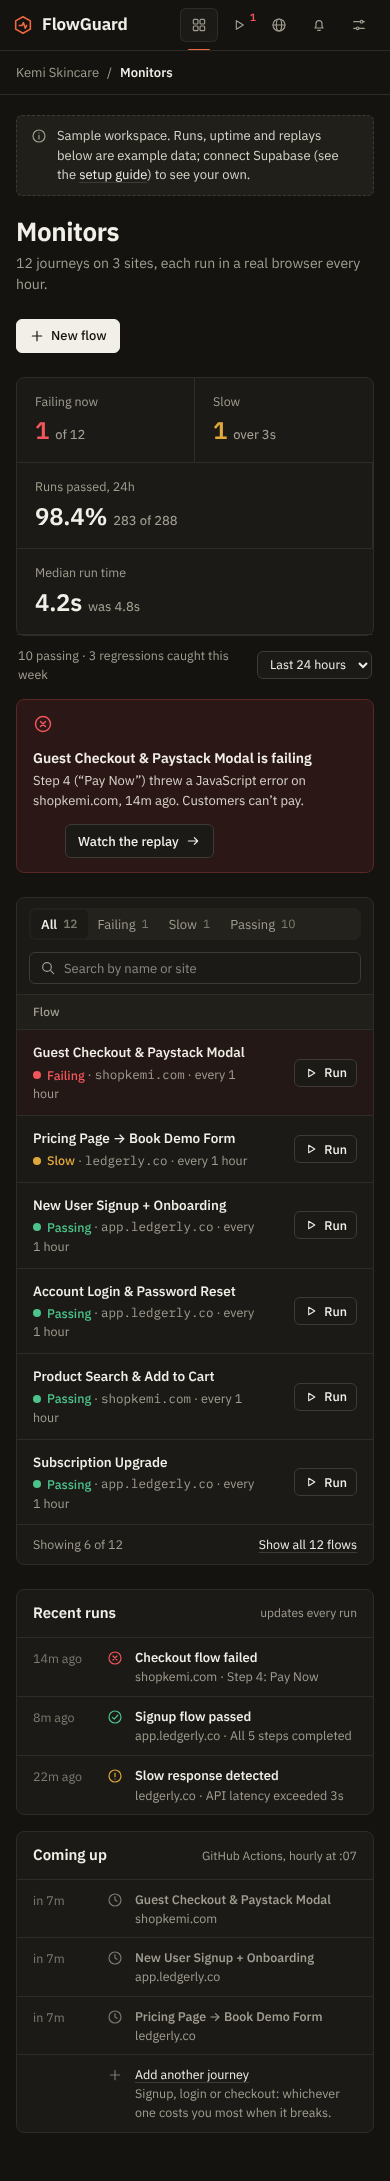 FlowGuard
1
Kemi Skincare / Monitors
Sample workspace. Runs, uptime and replays
below are example data; connect Supabase (see
the setup guide) to see your own.
Monitors
12 journeys on 3 sites, each run in a real browser every
hour.
New flow
Failing now
1 of 12
Slow
1 over 3s
Runs passed, 24h
98.4% 283 of 288
Median run time
4.2s was 4.8s
10 passing · 3 regressions caught this
week
Last 24 hours
Guest Checkout & Paystack Modal is failing
Step 4 (“Pay Now”) threw a JavaScript error on
shopkemi.com, 14m ago. Customers can’t pay.
Watch the replay →
All 12 Failing 1 Slow 1 Passing 10
Search by name or site
Flow
Guest Checkout & Paystack Modal
Failing · shopkemi.com · every 1
hour
Run
Pricing Page → Book Demo Form
Slow · ledgerly.co · every 1 hour
Run
New User Signup + Onboarding
Passing · app.ledgerly.co · every
1 hour
Run
Account Login & Password Reset
Passing · app.ledgerly.co · every
1 hour
Run
Product Search & Add to Cart
Passing · shopkemi.com · every 1
hour
Run
Subscription Upgrade
Passing · app.ledgerly.co · every
1 hour
Run
Showing 6 of 12
Show all 12 flows
Recent runs
updates every run
14m ago
Checkout flow failed
shopkemi.com · Step 4: Pay Now
8m ago
Signup flow passed
app.ledgerly.co · All 5 steps completed
22m ago
Slow response detected
ledgerly.co · API latency exceeded 3s
Coming up
GitHub Actions, hourly at :07
in 7m
Guest Checkout & Paystack Modal
shopkemi.com
in 7m
New User Signup + Onboarding
app.ledgerly.co
in 7m
Pricing Page → Book Demo Form
ledgerly.co
Add another journey
Signup, login or checkout: whichever
one costs you most when it breaks.